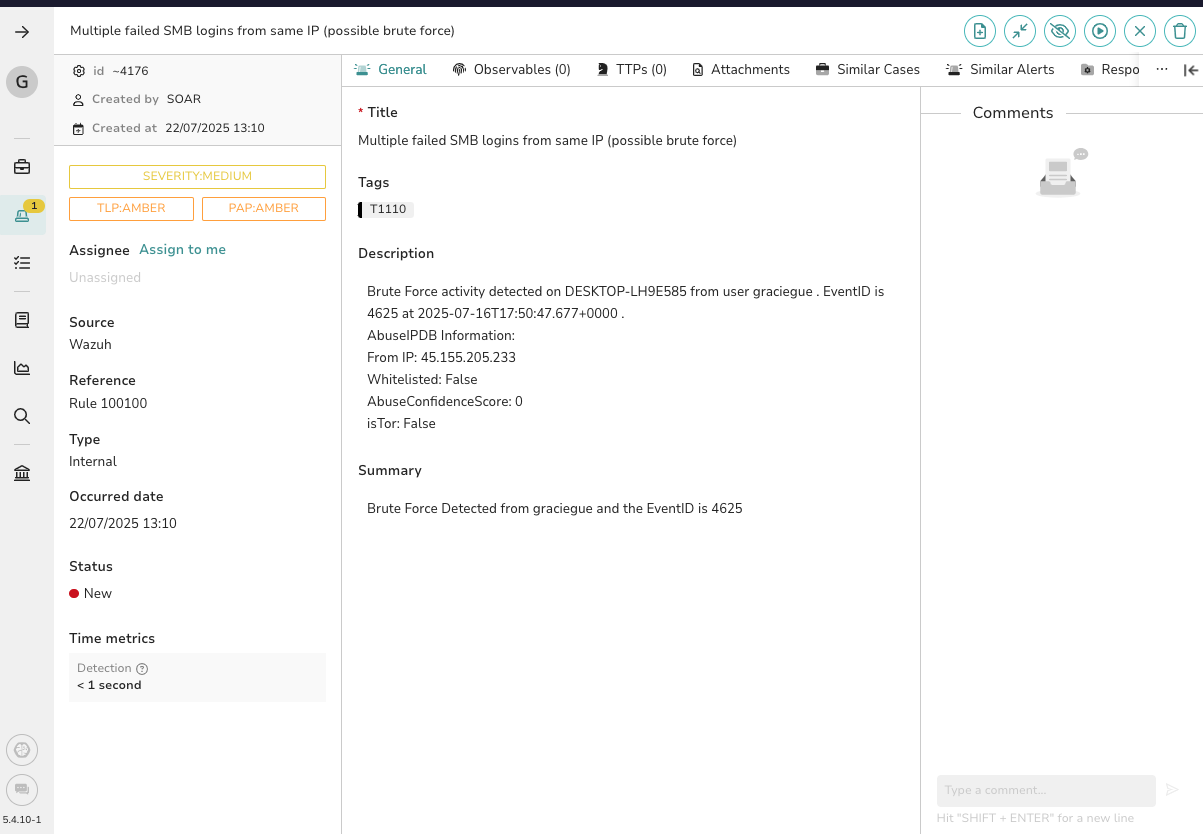 Multiple failed SMB logins from same IP (possible brute force)
G
1
5.4.10-1
id ~4176
Created by SOAR
Created at 22/07/2025 13:10
SEVERITY:MEDIUM
TLP:AMBER PAP:AMBER
Assignee Assign to me
Unassigned
Source
Wazuh
Reference
Rule 100100
Type
Internal
Occurred date
22/07/2025 13:10
Status
New
Time metrics
Detection ?
< 1 second
General Observables (0) TTPs (0) Attachments Similar Cases Similar Alerts Respo ...
* Title
Multiple failed SMB logins from same IP (possible brute force)
Tags
T1110
Description
Brute Force activity detected on DESKTOP-LH9E585 from user graciegue . EventID is
4625 at 2025-07-16T17:50:47.677+0000 .
AbuseIPDB Information:
From IP: 45.155.205.233
Whitelisted: False
AbuseConfidenceScore: 0
isTor: False
Summary
Brute Force Detected from graciegue and the EventID is 4625
Comments
Type a comment...
Hit "SHIFT + ENTER" for a new line